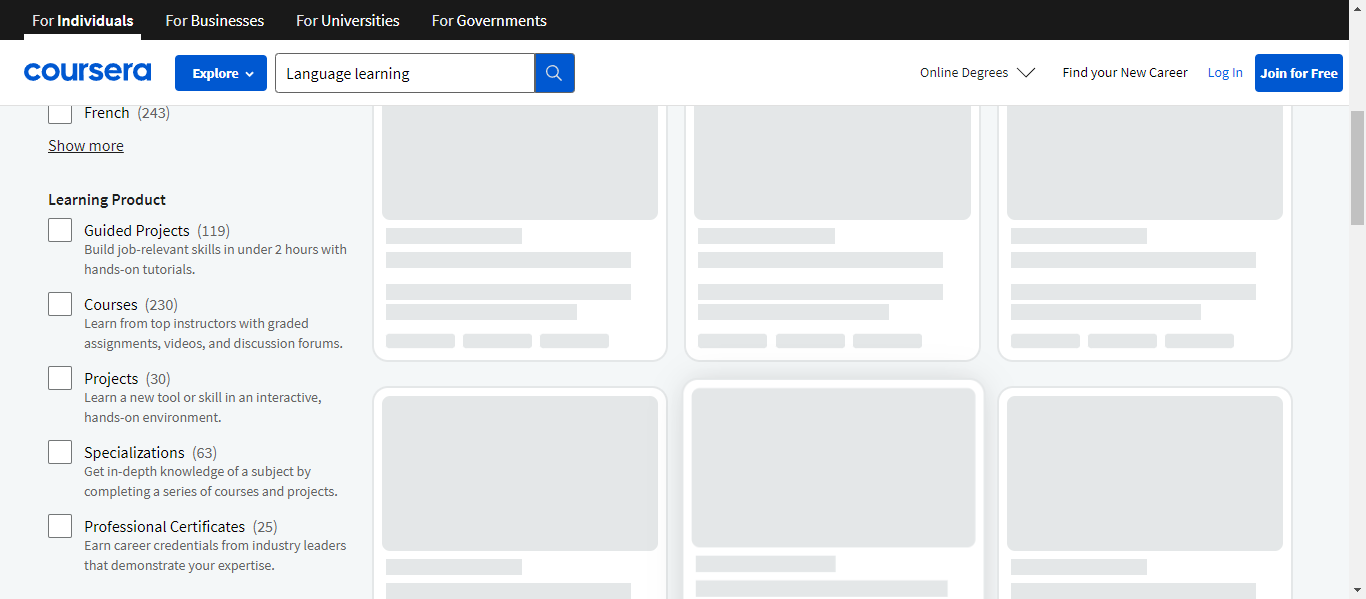 For Individuals For Businesses For Universities For Governments
coursera Explore Language learning Online Degrees Find your New Career Log In Join for Free
French (243)
Show more
Learning Product
Guided Projects (119)
Build job-relevant skills in under 2 hours with
hands-on tutorials.
Courses (230)
Learn from top instructors with graded
assignments, videos, and discussion forums.
Projects (30)
Learn a new tool or skill in an interactive,
hands-on environment.
Specializations (63)
Get in-depth knowledge of a subject by
completing a series of courses and projects.
Professional Certificates (25)
Earn career credentials from industry leaders
that demonstrate your expertise.